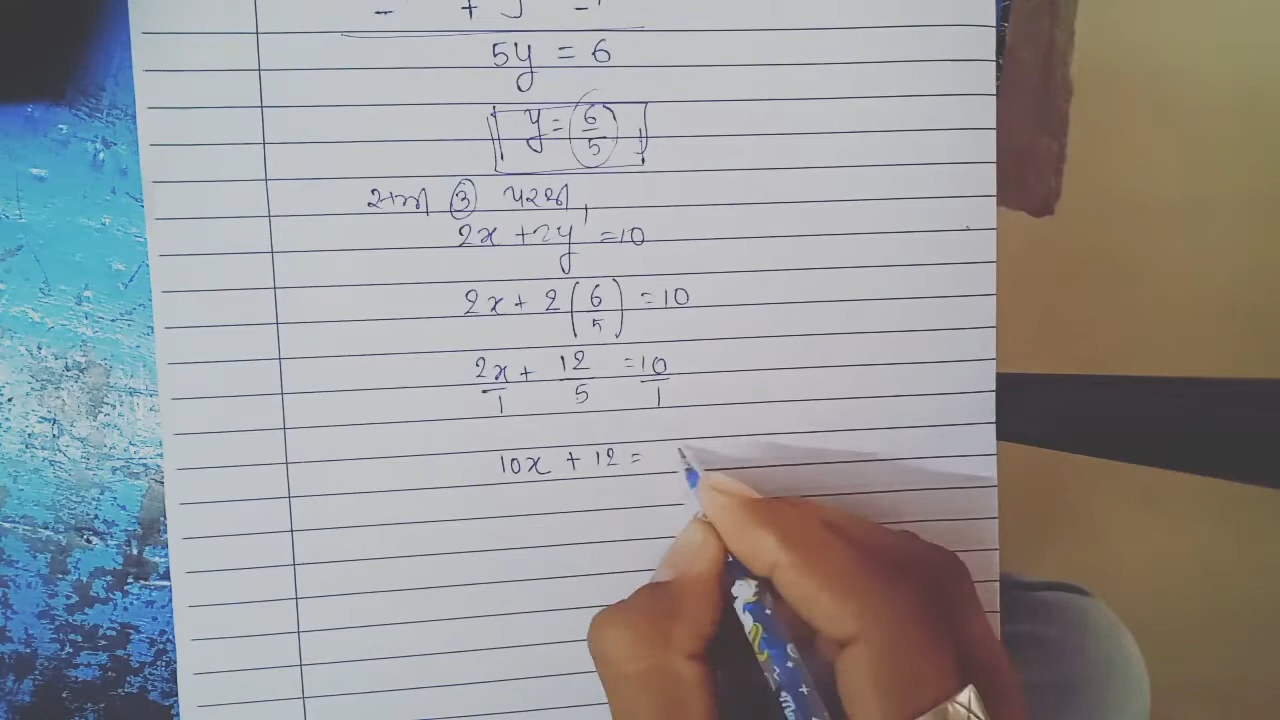 - + -
5y = 6
y = 6/5
સમી ③ પરથી,
2x + 2y = 10
2x + 2(6/5) = 10
2x/1 + 12/5 = 10/1
10x + 12 =